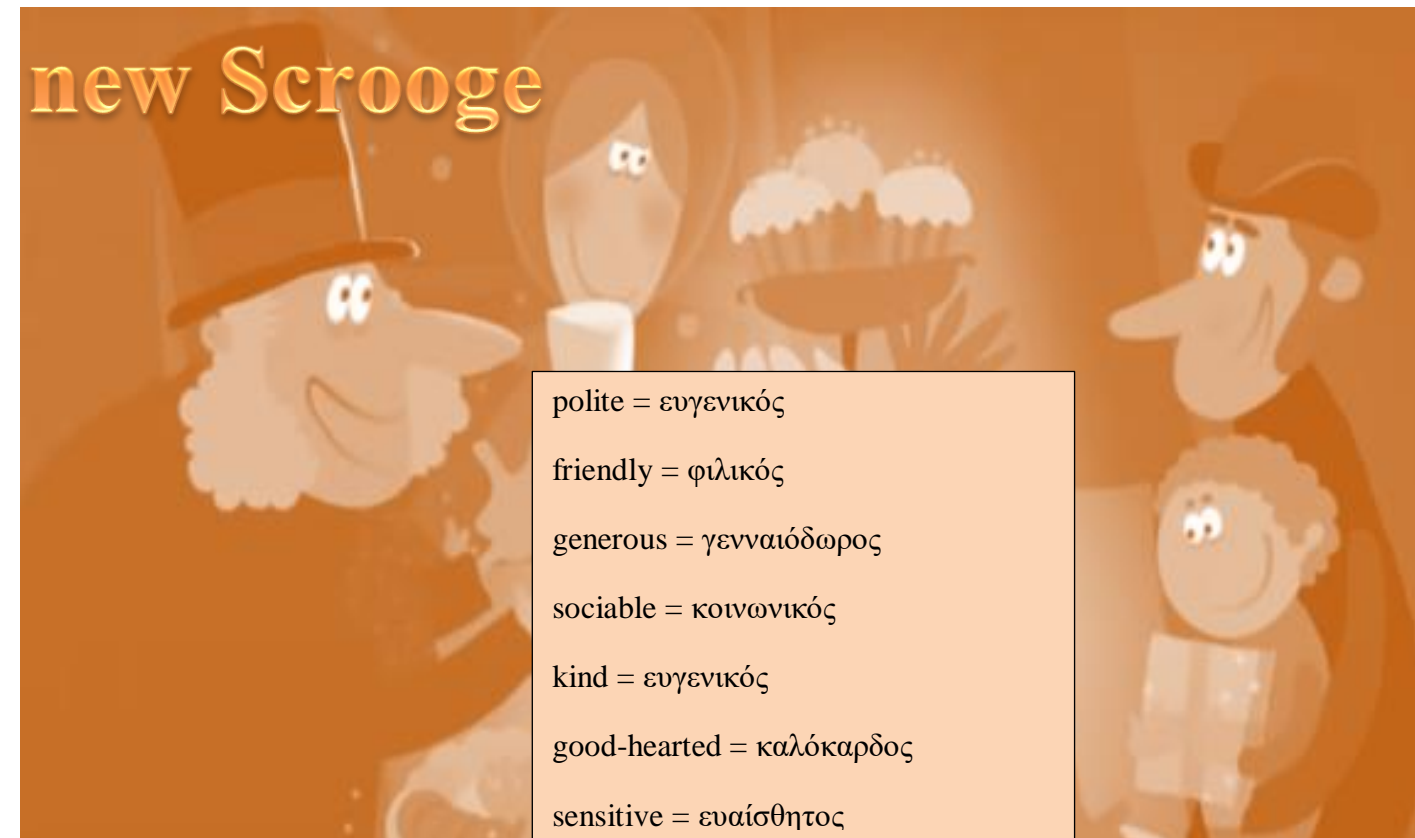 new Scrooge
polite = ευγενικός
friendly = φιλικός
generous = γενναιόδωρος
sociable = κοινωνικός
kind = ευγενικός
good-hearted = καλόκαρδος
sensitive = ευαίσθητος